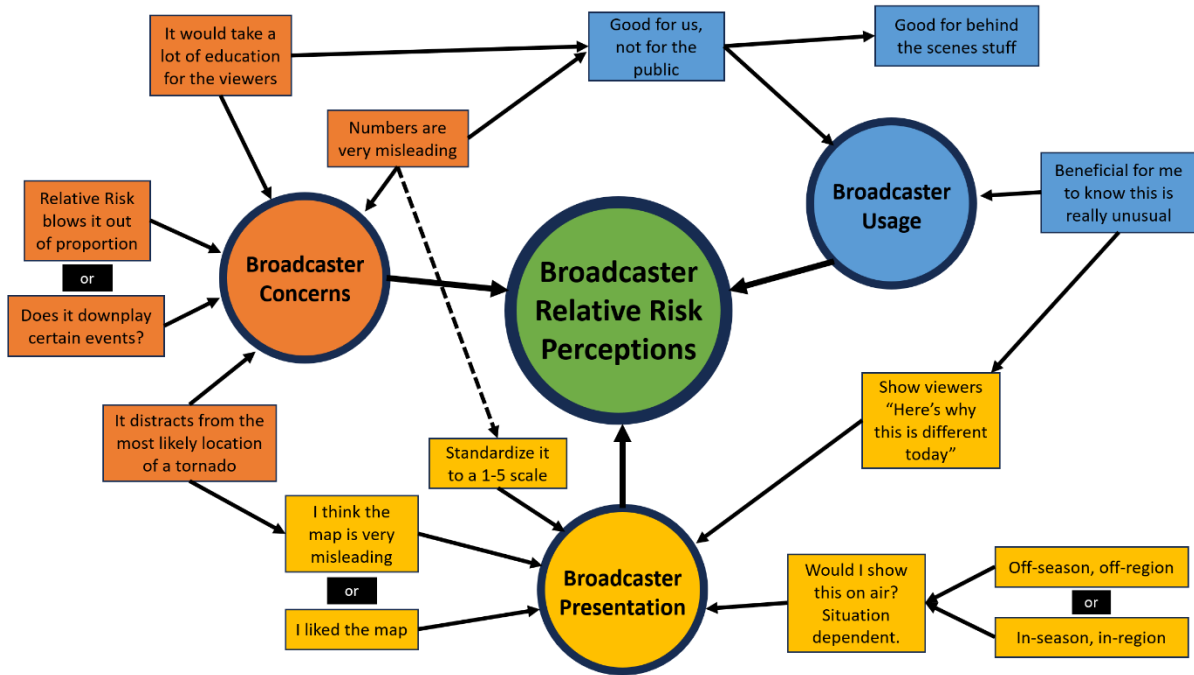 It would take a
lot of education
for the viewers
Good for us,
not for the
public
Good for behind
the scenes stuff
Numbers are
very misleading
Relative Risk
blows it out
of proportion
or
Does it downplay
certain events?
Broadcaster
Concerns
Broadcaster
Relative Risk
Perceptions
Broadcaster
Usage
Beneficial for me
to know this is
really unusual
It distracts from the
most likely location
of a tornado
Standardize it
to a 1-5 scale
Show viewers
“Here’s why
this is different
today”
I think the
map is very
misleading
or
I liked the map
Broadcaster
Presentation
Would I show
this on air?
Situation
dependent.
Off-season, off-region
or
In-season, in-region